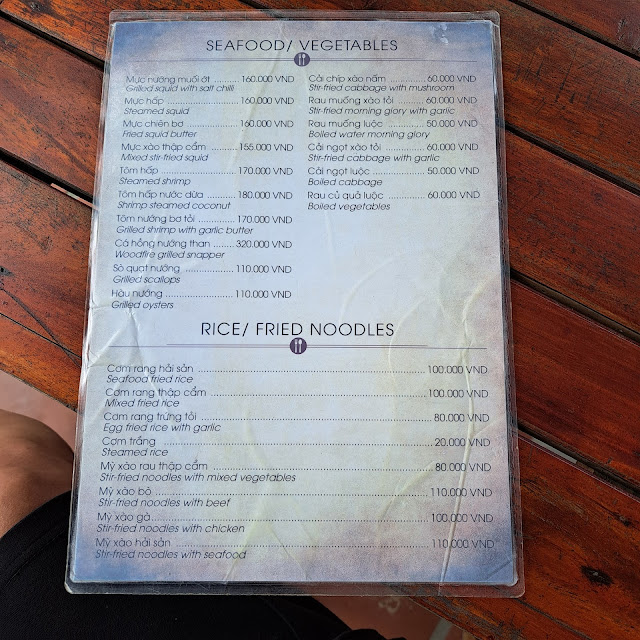 SEAFOOD/ VEGETABLES
Mực nướng muối ớt .......... 160.000 VND
Grilled squid with salt chilli
Mực hấp ................... 160.000 VND
Steamed squid
Mực chiên bơ ............. 160.000 VND
Fried squid butter
Mực xào thập cẩm ......... 155.000 VND
Mixed stir-fried squid
Tôm hấp .................... 170.000 VND
Steamed shrimp
Tôm hấp nước dừa ......... 180.000 VND
Shrimp steamed coconut
Tôm nướng bơ tỏi .......... 170.000 VND
Grilled shrimp with garlic butter
Cá hồng nướng than ....... 320.000 VND
Woodfire grilled snapper
Sò quạt nướng .............. 110.000 VND
Grilled scallops
Hàu nướng .................. 110.000 VND
Grilled oysters
Cải chíp xào nấm ........... 60.000 VND
Stir-fried cabbage with mushroom
Rau muống xào tỏi .......... 60.000 VND
Stir-fried morning glory with garlic
Rau muống luộc ............. 50.000 VND
Boiled water morning glory
Cải ngọt xào tỏi ............ 60.000 VND
Stir-fried cabbage with garlic
Cải ngọt luộc ............... 50.000 VND
Boiled cabbage
Rau củ quả luộc ............ 60.000 VND
Boiled vegetables
RICE/ FRIED NOODLES
Cơm rang hải sản .......................... 100.000 VND
Seafood fried rice
Cơm rang thập cẩm ....................... 100.000 VND
Mixed fried rice
Cơm rang trứng tỏi ........................ 80.000 VND
Egg fried rice with garlic
Cơm trắng ................................. 20.000 VND
Steamed rice
Mỳ xào rau thập cẩm ..................... 80.000 VND
Stir-fried noodles with mixed vegetables
Mỳ xào bò ................................ 110.000 VND
Stir-fried noodles with beef
Mỳ xào gà ................................ 100.000 VND
Stir-fried noodles with chicken
Mỳ xào hải sản ........................... 110.000 VND
Stir-fried noodles with seafood